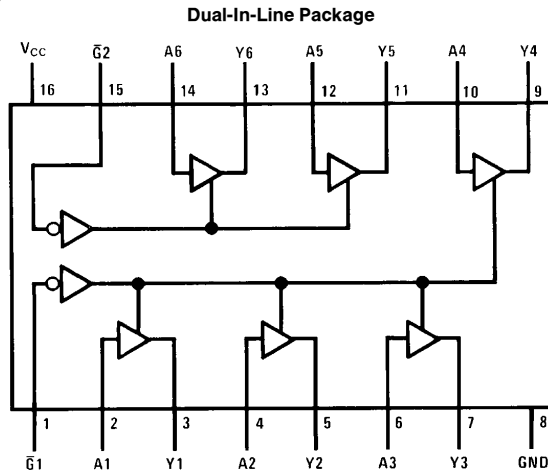 Dual-In-Line Package
VCC G̅2 A6 Y6 A5 Y5 A4 Y4
16 15 14 13 12 11 10 9
1 2 3 4 5 6 7 8
G̅1 A1 Y1 A2 Y2 A3 Y3 GND